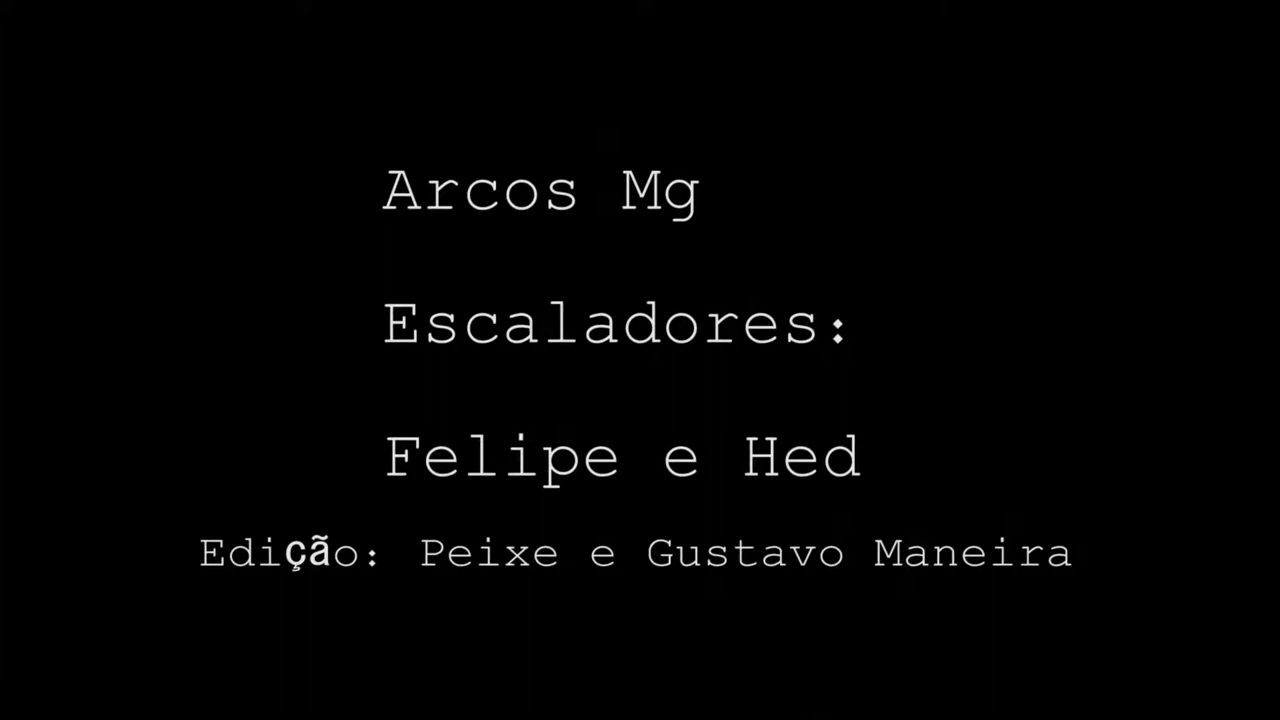 Arcos Mg
Escaladores:
Felipe e Hed
Edição: Peixe e Gustavo Maneira